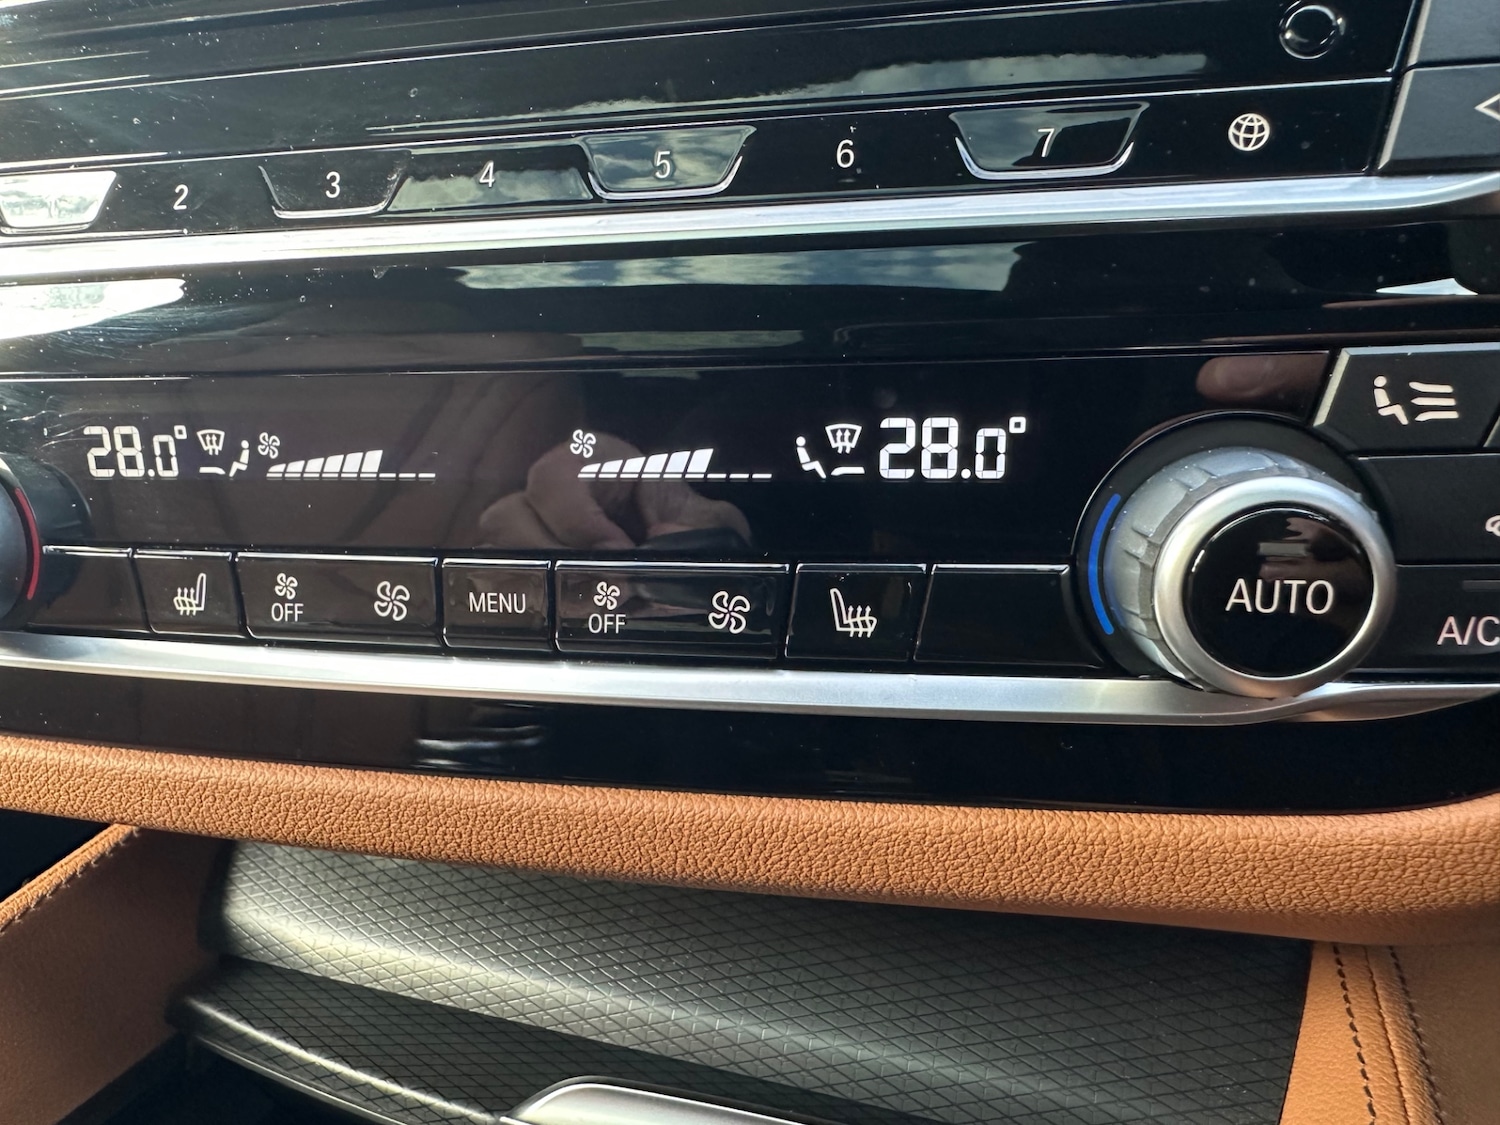 2 3 4 5 6 7
28.0° 28.0°
OFF MENU OFF AUTO
A/C